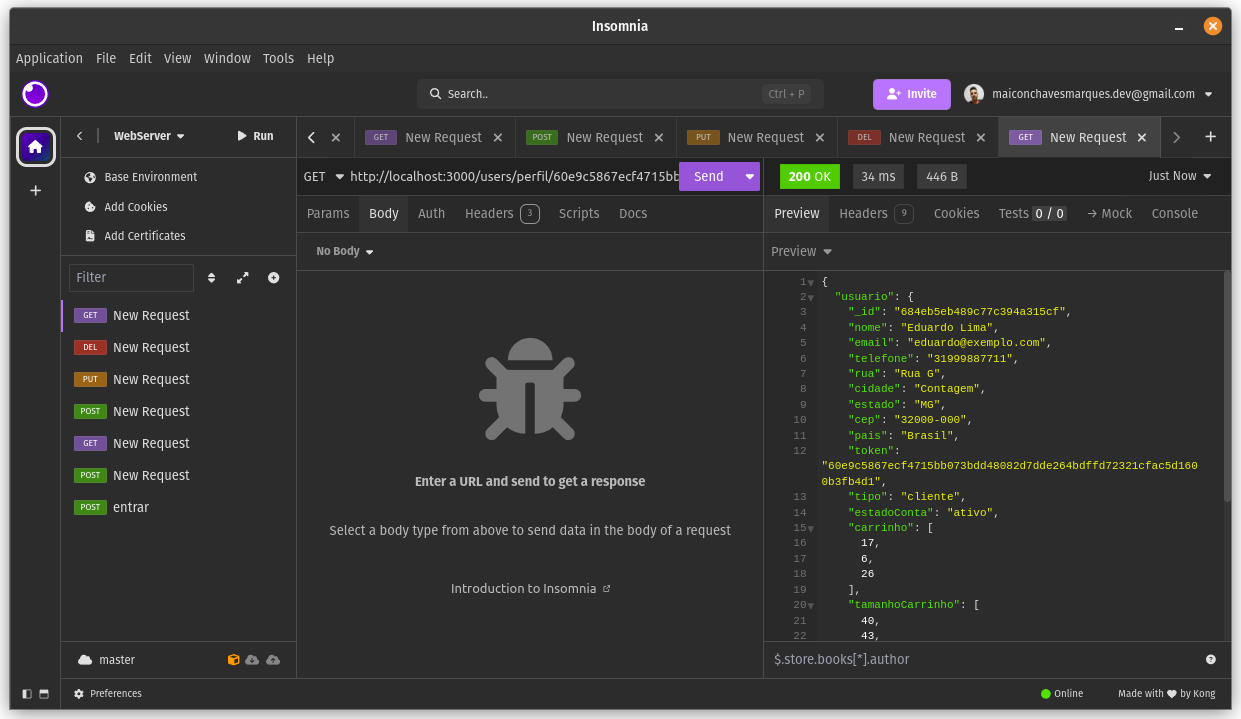 Insomnia
Application File Edit View Window Tools Help
Search.. Ctrl + P
Invite
maiconchavesmarques.dev@gmail.com
WebServer
Run
GET New Request
POST New Request
PUT New Request
DEL New Request
GET New Request
Base Environment
Add Cookies
Add Certificates
Filter
GET New Request
DEL New Request
PUT New Request
POST New Request
GET New Request
POST New Request
POST entrar
master
GET http://localhost:3000/users/perfil/60e9c5867ecf4715bb
Send
Params Body Auth Headers 3 Scripts Docs
No Body
Enter a URL and send to get a response
Select a body type from above to send data in the body of a request
Introduction to Insomnia
200 OK 34 ms 446 B Just Now
Preview Headers 9 Cookies Tests 0 / 0 → Mock Console
Preview
1 {
2 "usuario": {
3 "_id": "684eb5eb489c77c394a315cf",
4 "nome": "Eduardo Lima",
5 "email": "eduardo@exemplo.com",
6 "telefone": "31999887711",
7 "rua": "Rua G",
8 "cidade": "Contagem",
9 "estado": "MG",
10 "cep": "32000-000",
11 "pais": "Brasil",
12 "token":
"60e9c5867ecf4715bb073bdd48082d7dde264bdffd72321cfac5d160
0b3fb4d1",
13 "tipo": "cliente",
14 "estadoConta": "ativo",
15 "carrinho": [
16 17,
17 6,
18 26
19 ],
20 "tamanhoCarrinho": [
21 40,
22 43,
$.store.books[*].author
Preferences
Online
Made with ♥ by Kong